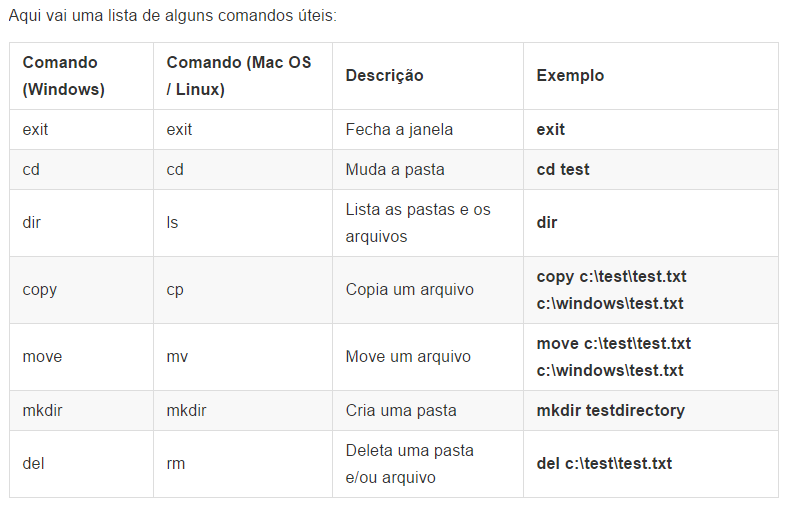 Aqui vai uma lista de alguns comandos úteis:
Comando (Windows) Comando (Mac OS / Linux) Descrição Exemplo
exit exit Fecha a janela exit
cd cd Muda a pasta cd test
dir ls Lista as pastas e os arquivos dir
copy cp Copia um arquivo copy c:\test\test.txt c:\windows\test.txt
move mv Move um arquivo move c:\test\test.txt c:\windows\test.txt
mkdir mkdir Cria uma pasta mkdir testdirectory
del rm Deleta uma pasta e/ou arquivo del c:\test\test.txt